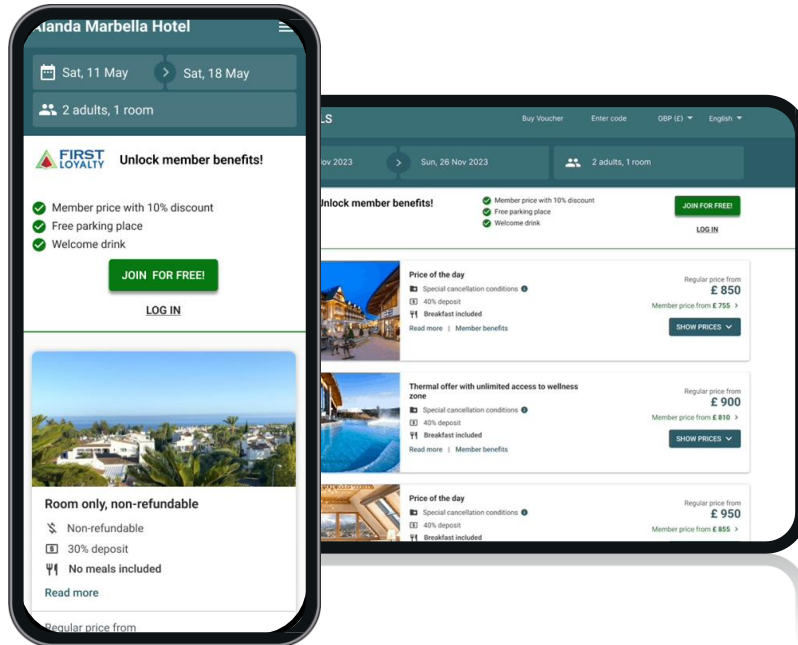 Alanda Marbella Hotel
Sat, 11 May
Sat, 18 May
2 adults, 1 room
FIRST
LOYALTY
Unlock member benefits!
Member price with 10% discount
Free parking place
Welcome drink
JOIN FOR FREE!
LOG IN
Room only, non-refundable
Non-refundable
30% deposit
No meals included
Read more
Regular price from
LS
Buy Voucher
Enter code
GBP (£)
English
ov 2023
Sun, 26 Nov 2023
2 adults, 1 room
Unlock member benefits!
Member price with 10% discount
Free parking place
Welcome drink
JOIN FOR FREE!
LOG IN
Price of the day
Special cancellation conditions
40% deposit
Breakfast included
Read more | Member benefits
Regular price from
£ 850
Member price from £ 755 >
SHOW PRICES
Thermal offer with unlimited access to wellness
zone
Special cancellation conditions
40% deposit
Breakfast included
Read more | Member benefits
Regular price from
£ 900
Member price from £ 810 >
SHOW PRICES
Price of the day
Special cancellation conditions
40% deposit
Breakfast included
Regular price from
£ 950
Member price from £ 855 >